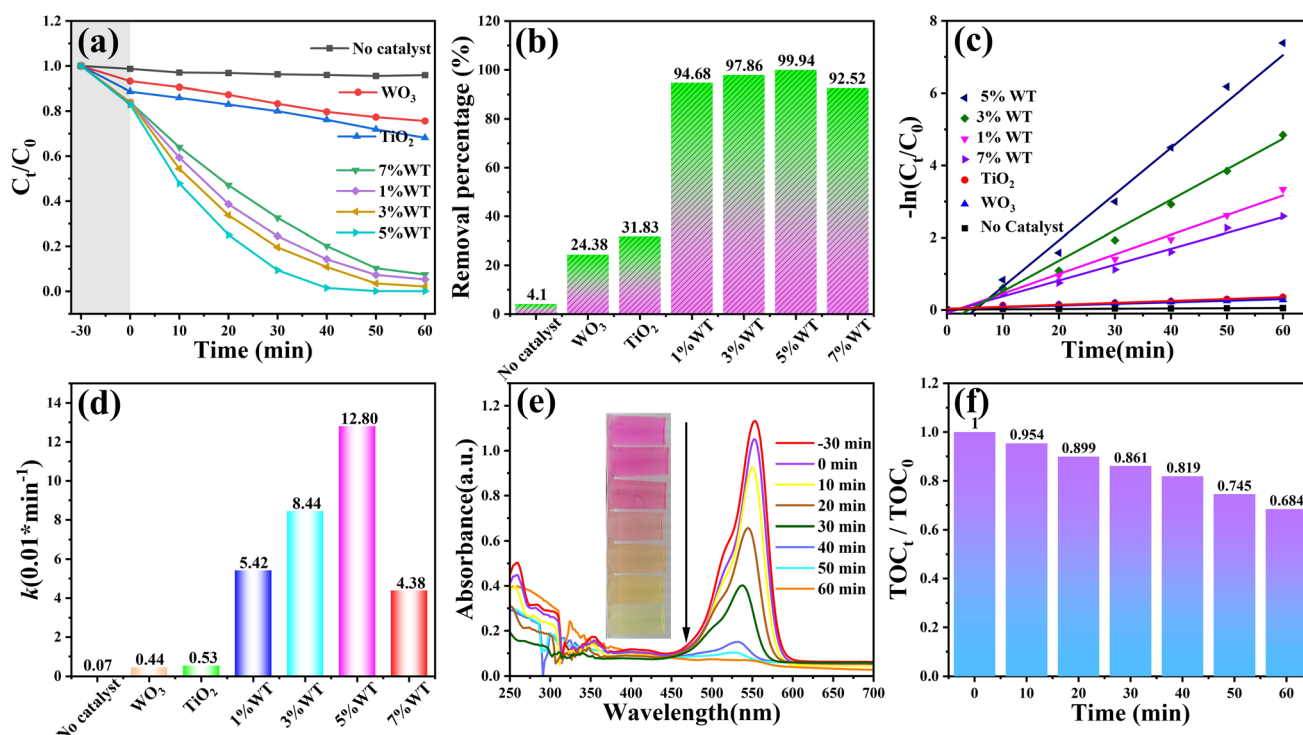 (a)
No catalyst
WO₃
TiO₂
7%WT
1%WT
3%WT
5%WT
Cₜ/C₀
1.0
0.8
0.6
0.4
0.2
0.0
-30 0 10 20 30 40 50 60
Time (min)
(b)
Removal percentage (%)
120
100
80
60
40
20
0
4.1
24.38
31.83
94.68
97.86
99.94
92.52
No catalyst
WO₃
TiO₂
1%WT
3%WT
5%WT
7%WT
(c)
-ln(Cₜ/C₀)
8
6
4
2
0
5% WT
3% WT
1% WT
7% WT
TiO₂
WO₃
No Catalyst
0 10 20 30 40 50 60
Time(min)
(d)
k(0.01*min⁻¹)
14
12
10
8
6
4
2
0
0.07
0.44
0.53
5.42
8.44
12.80
4.38
No catalyst
WO₃
TiO₂
1%WT
3%WT
5%WT
7%WT
(e)
Absorbance(a.u.)
1.2
1.0
0.8
0.6
0.4
0.2
0.0
-30 min
0 min
10 min
20 min
30 min
40 min
50 min
60 min
250 300 350 400 450 500 550 600 650 700
Wavelength(nm)
(f)
TOCₜ / TOC₀
1.2
1.0
0.8
0.6
0.4
0.2
0.0
1
0.954
0.899
0.861
0.819
0.745
0.684
0 10 20 30 40 50 60
Time (min)